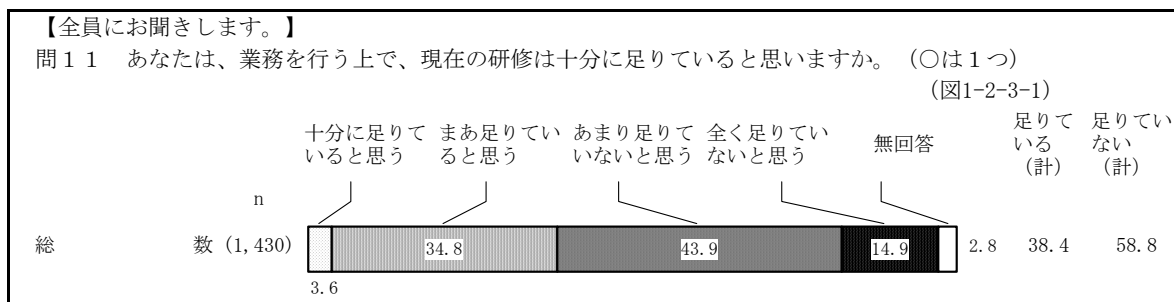 【全員にお聞きします。】
問11 あなたは、業務を行う上で、現在の研修は十分に足りていると思いますか。（○は1つ）
（図1-2-3-1）
十分に足りて
いると思う
まあ足りてい
ると思う
あまり足りて
いないと思う
全く足りてい
ないと思う
無回答
足りて
いる
（計）
足りてい
ない
（計）
n
総 数 (1,430)
3.6
34.8
43.9
14.9
2.8
38.4
58.8